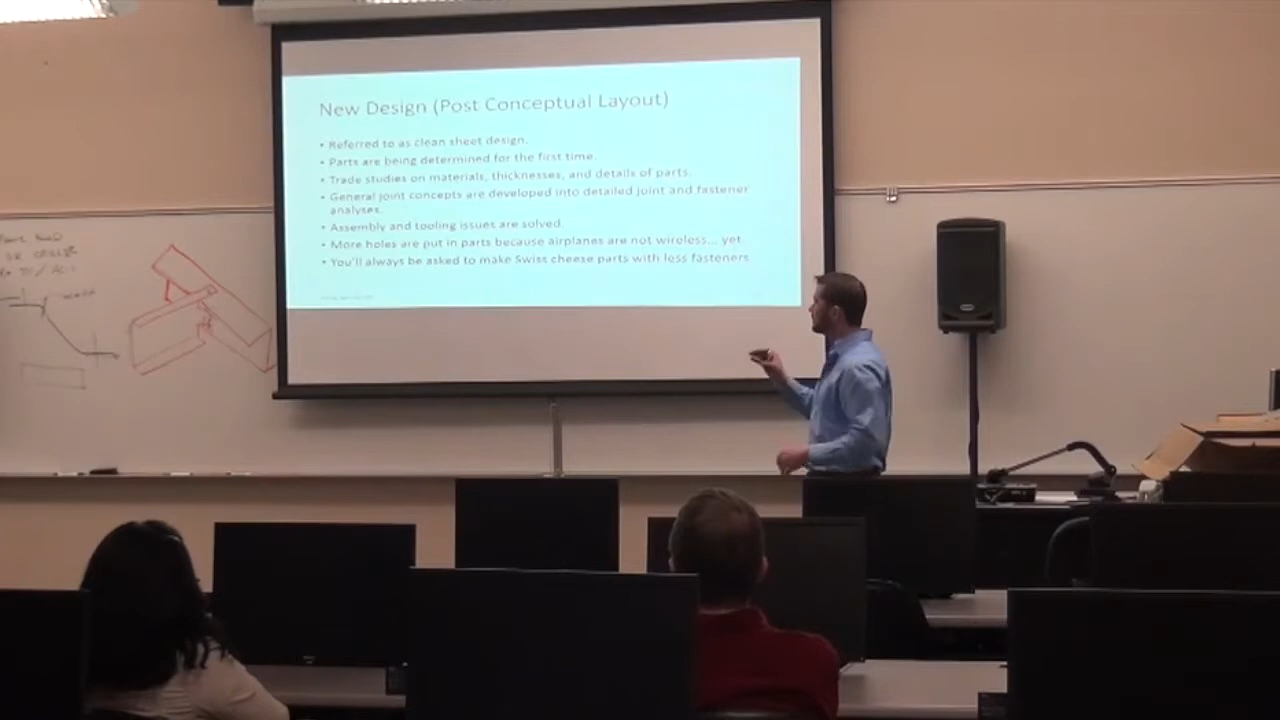 New Design (Post Conceptual Layout)
• Referred to as clean sheet design.
• Parts are being determined for the first time.
• Trade studies on materials, thicknesses, and details of parts.
• General joint concepts are developed into detailed joint and fastener
analyses.
• Assembly and tooling issues are solved.
• More holes are put in parts because airplanes are not wireless... yet
• You'll always be asked to make Swiss cheese parts with less fasteners